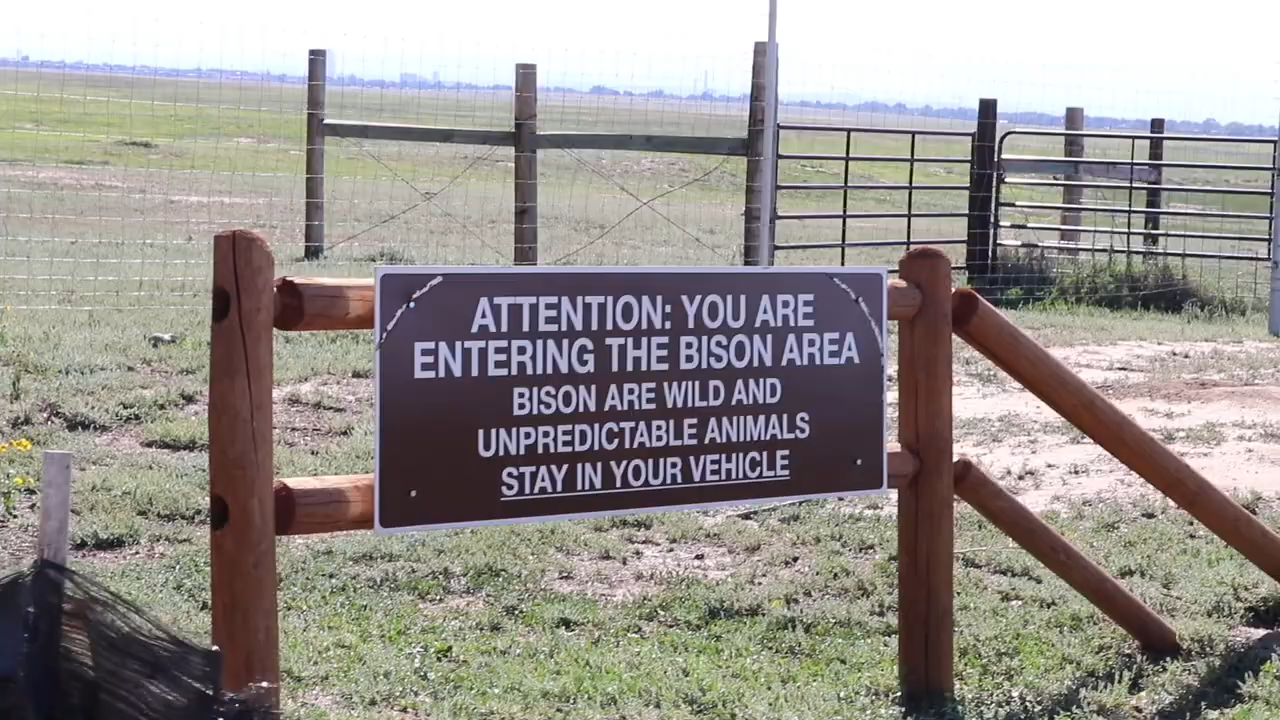 ATTENTION: YOU ARE
ENTERING THE BISON AREA
BISON ARE WILD AND
UNPREDICTABLE ANIMALS
STAY IN YOUR VEHICLE